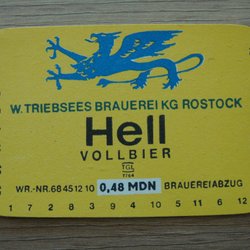 W. TRIEBSEES BRAUEREI KG ROSTOCK
Hell
VOLLBIER
TGL
7764
WR.-NR. 68 45 12 10 0,48 MDN BRAUEREIABZUG
1 7 2 8 3 9 4 10 5 11 6 12